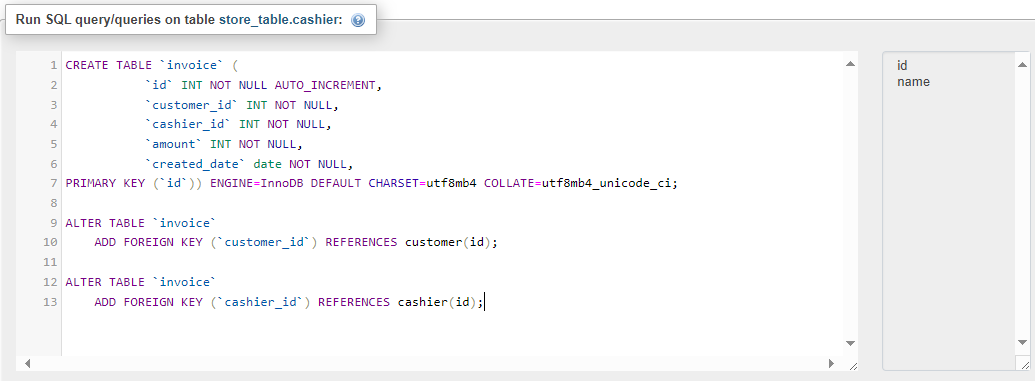 Run SQL query/queries on table store_table.cashier:
1 CREATE TABLE `invoice` (
2 `id` INT NOT NULL AUTO_INCREMENT,
3 `customer_id` INT NOT NULL,
4 `cashier_id` INT NOT NULL,
5 `amount` INT NOT NULL,
6 `created_date` date NOT NULL,
7 PRIMARY KEY (`id`)) ENGINE=InnoDB DEFAULT CHARSET=utf8mb4 COLLATE=utf8mb4_unicode_ci;
8
9 ALTER TABLE `invoice`
10 ADD FOREIGN KEY (`customer_id`) REFERENCES customer(id);
11
12 ALTER TABLE `invoice`
13 ADD FOREIGN KEY (`cashier_id`) REFERENCES cashier(id);
id
name